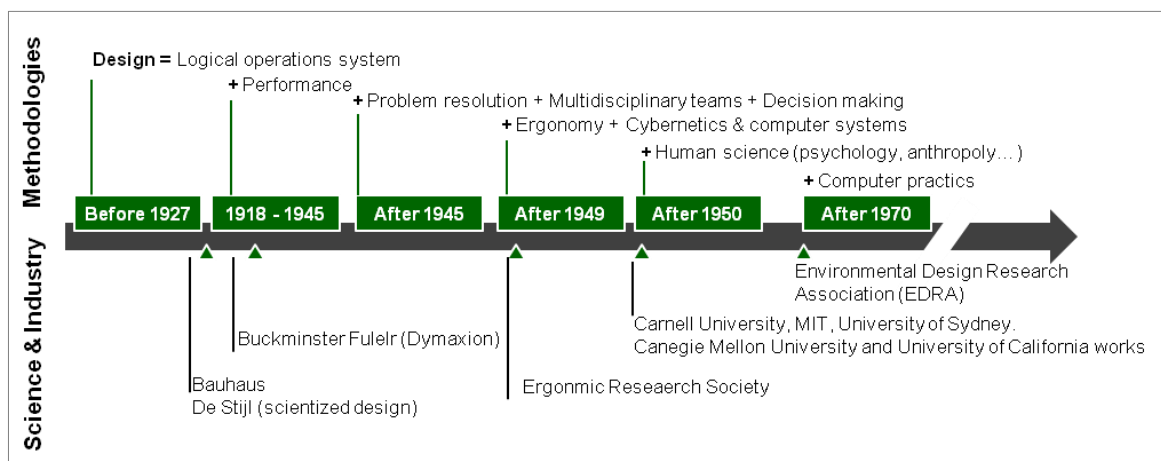 Methodologies
Design = Logical operations system
+ Performance
+ Problem resolution + Multidisciplinary teams + Decision making
+ Ergonomy + Cybernetics & computer systems
+ Human science (psychology, anthropoly...)
+ Computer practics
Before 1927
1918 - 1945
After 1945
After 1949
After 1950
After 1970
Science & Industry
Environmental Design Research
Association (EDRA)
Carnell University, MIT, University of Sydney.
Canegie Mellon University and University of California works
Buckminster Fulelr (Dymaxion)
Bauhaus
De Stijl (scientized design)
Ergonmic Researerch Society